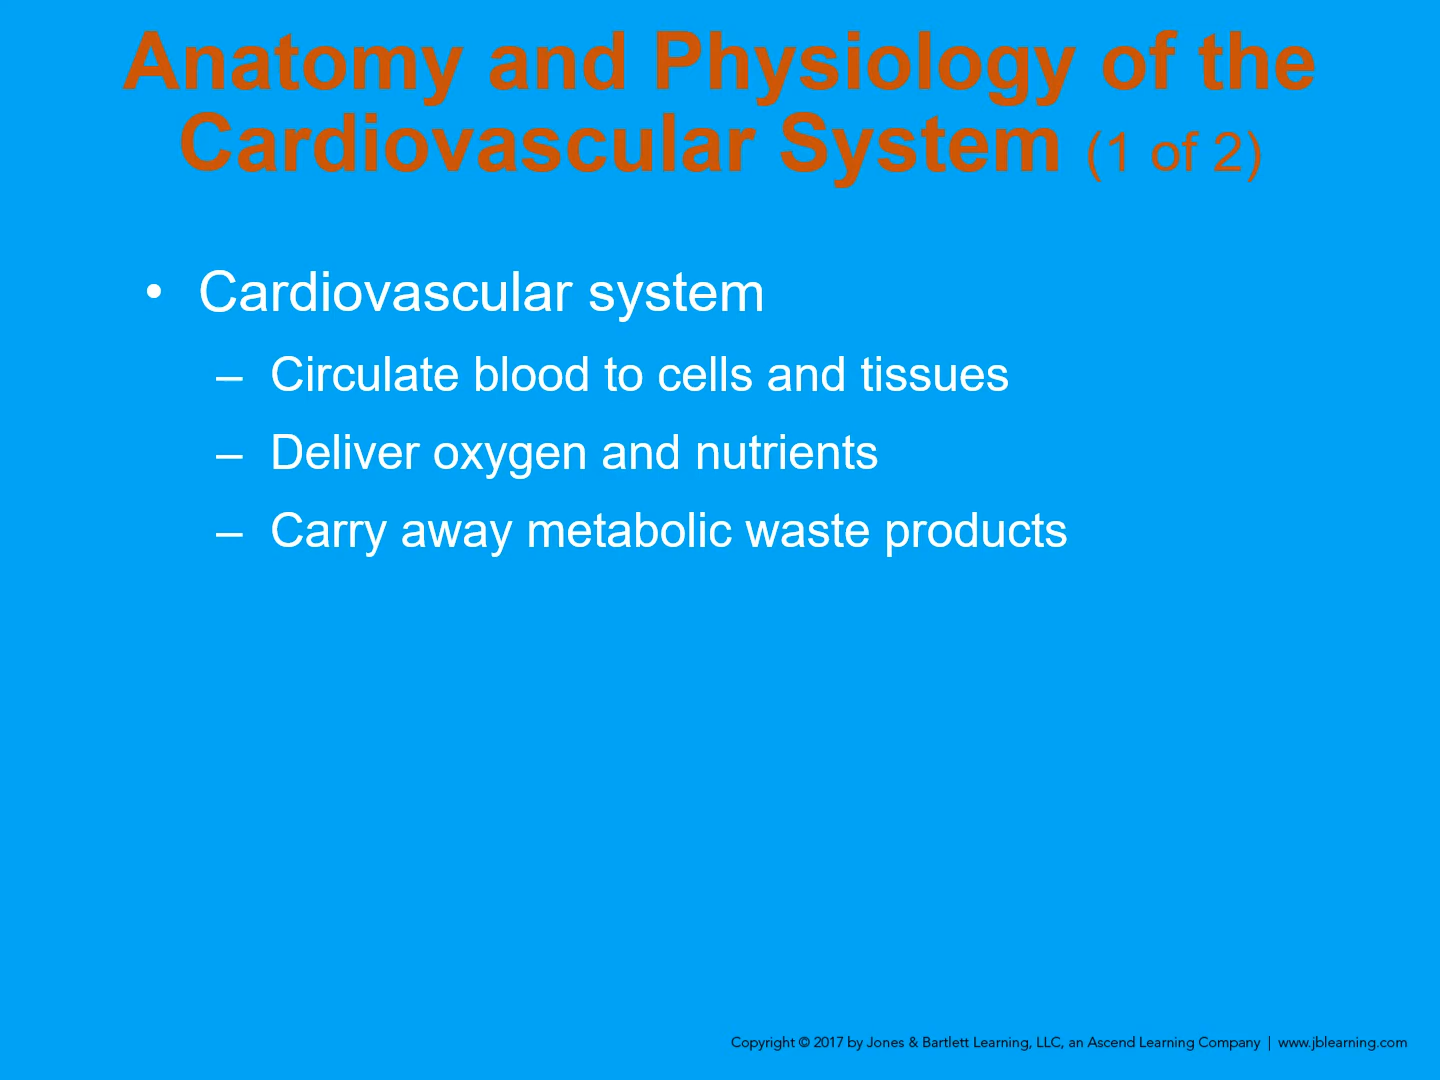 Anatomy and Physiology of the
Cardiovascular System (1 of 2)
• Cardiovascular system
– Circulate blood to cells and tissues
– Deliver oxygen and nutrients
– Carry away metabolic waste products
Copyright © 2017 by Jones & Bartlett Learning, LLC, an Ascend Learning Company | www.jblearning.com